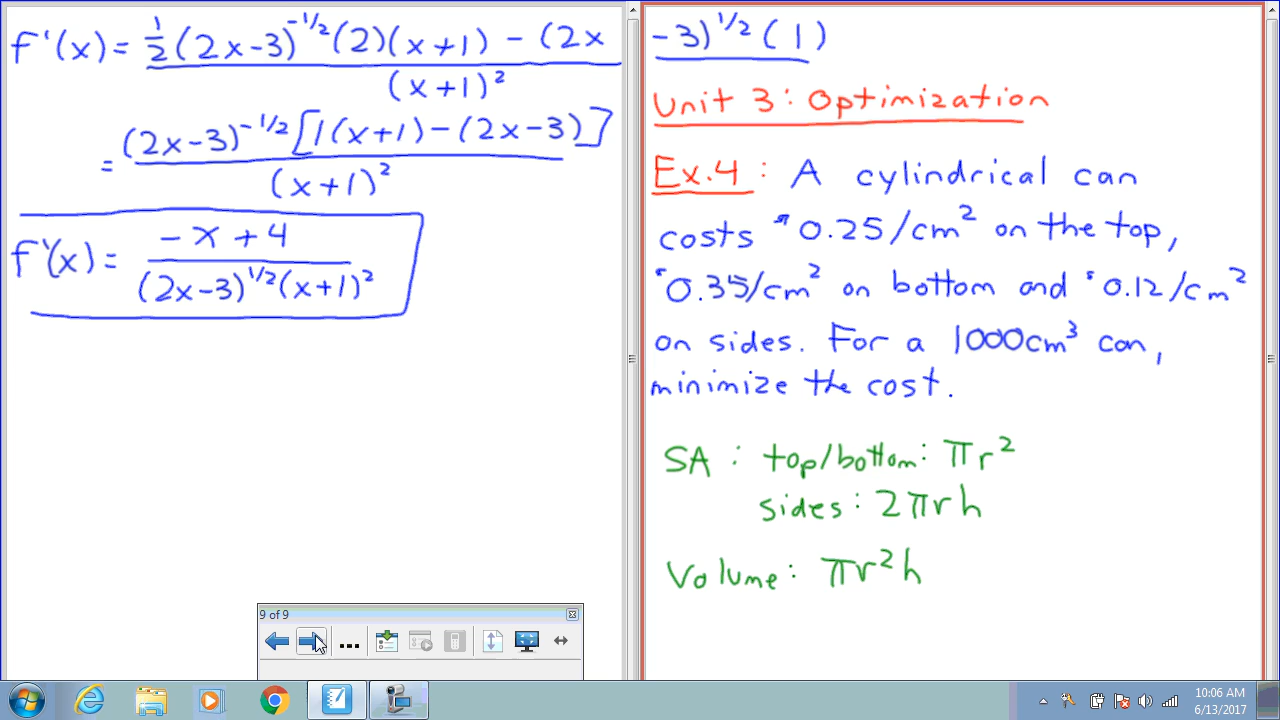 f'(x) = ½(2x-3)^-1/2 (2)(x+1) - (2x
(x+1)²
= (2x-3)^-1/2 [1(x+1) - (2x-3)]
(x+1)²
f'(x) = -x + 4
(2x-3)^1/2 (x+1)²
-3)^1/2 (1)
Unit 3: Optimization
Ex.4 : A cylindrical can
costs $0.25/cm² on the top,
$0.35/cm² on bottom and $0.12/cm²
on sides. For a 1000cm³ can,
minimize the cost.
SA : top/bottom: πr²
sides: 2πrh
Volume: πr²h
9 of 9
10:06 AM
6/13/2017